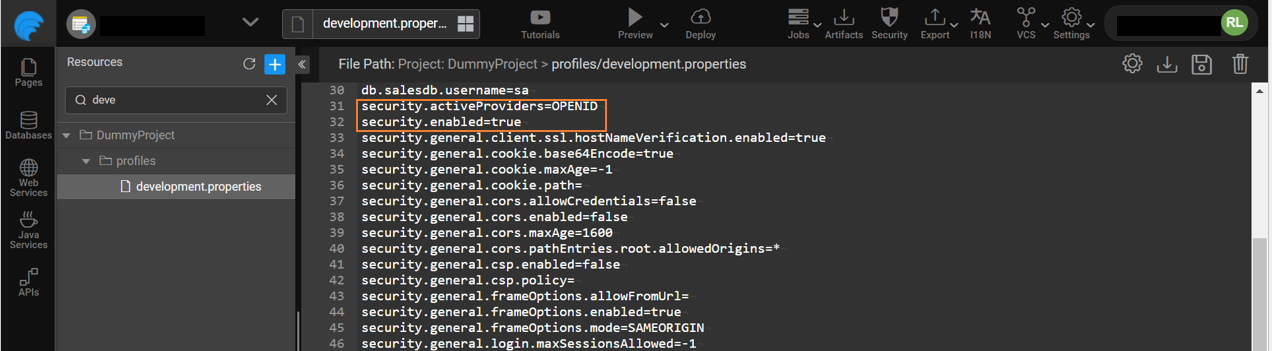 development.proper...
Tutorials
Preview
Deploy
Jobs
Artifacts
Security
Export
I18N
VCS
Settings
RL
Pages
Databases
Web
Services
Java
Services
APIs
Resources
deve
DummyProject
profiles
development.properties
File Path: Project: DummyProject > profiles/development.properties
30 db.salesdb.username=sa
31 security.activeProviders=OPENID
32 security.enabled=true
33 security.general.client.ssl.hostNameVerification.enabled=true
34 security.general.cookie.base64Encode=true
35 security.general.cookie.maxAge=-1
36 security.general.cookie.path=
37 security.general.cors.allowCredentials=false
38 security.general.cors.enabled=false
39 security.general.cors.maxAge=1600
40 security.general.cors.pathEntries.root.allowedOrigins=*
41 security.general.csp.enabled=false
42 security.general.csp.policy=
43 security.general.frameOptions.allowFromUrl=
44 security.general.frameOptions.enabled=true
45 security.general.frameOptions.mode=SAMEORIGIN
46 security.general.login.maxSessionsAllowed=-1